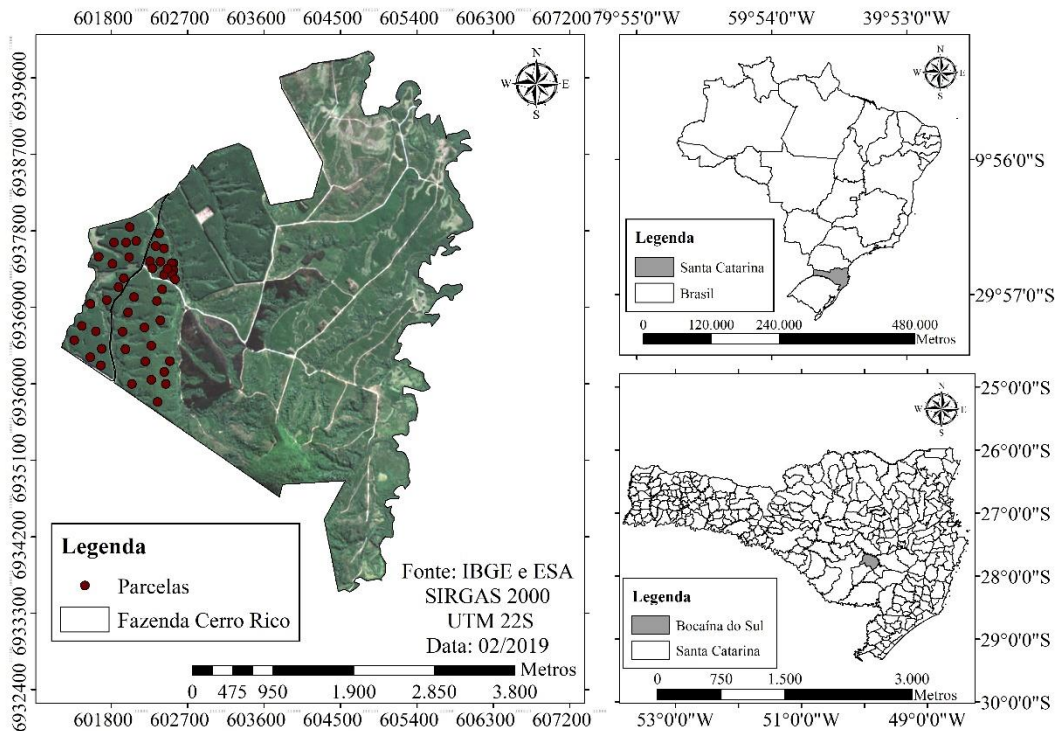 601800 602700 603600 604500 605400 606300 607200
79°55'0"W 39°54'0"W 39°53'0"W
N
W E
S
6939600
6938700
6937800
6936900
6936000
6935100
6934200
6933300
6932400
Legenda
Parcelas
Fazenda Cerro Rico
Fonte: IBGE e ESA
SIRGAS 2000
UTM 22S
Data: 02/2019
Metros
0 475 950 1.900 2.850 3.800
601800 602700 603600 604500 605400 606300 607200
N
W E
S
9°56'0"S
29°57'0"S
Legenda
Santa Catarina
Brasil
0 120.000 240.000 480.000
Metros
N
W E
S
25°0'0"S
26°0'0"S
27°0'0"S
28°0'0"S
29°0'0"S
30°0'0"S
Legenda
Bocaína do Sul
Santa Catarina
0 750 1.500 3.000
Metros
53°0'0"W 51°0'0"W 49°0'0"W